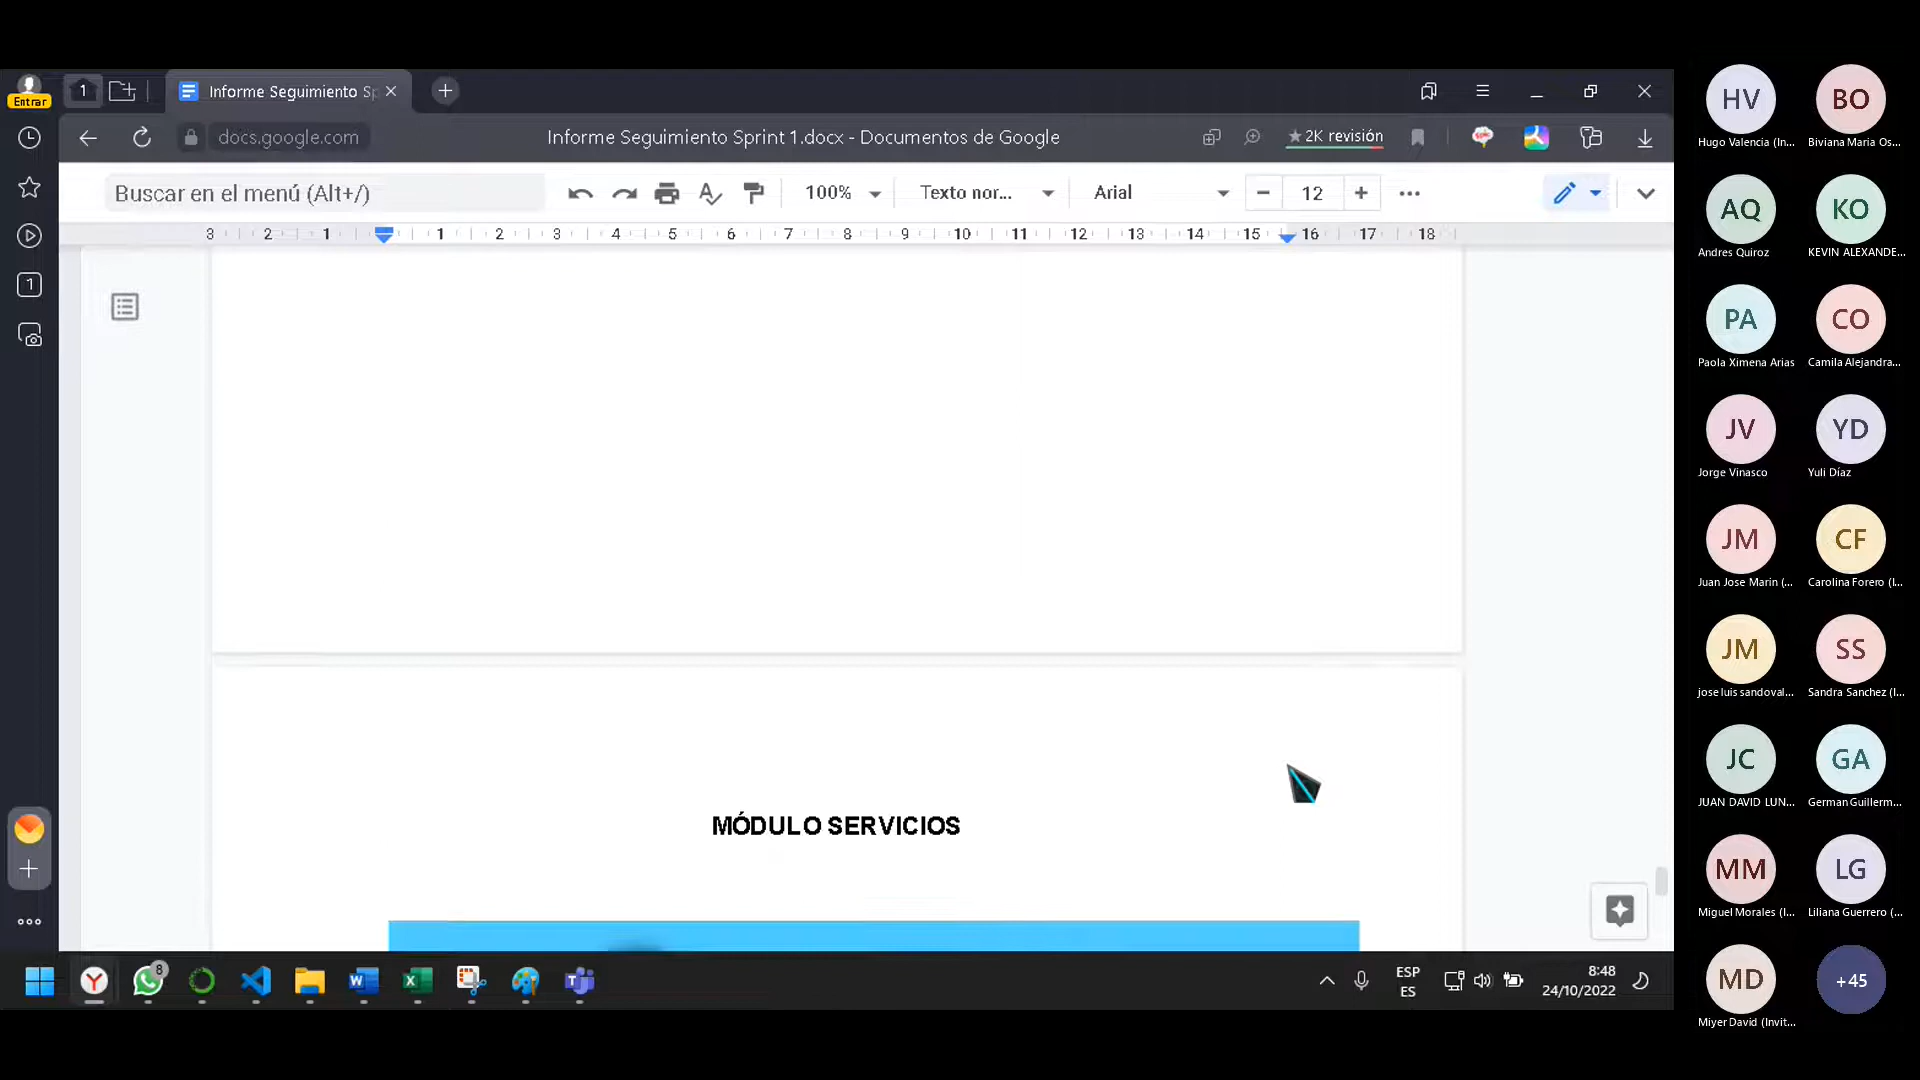 1
Informe Seguimiento Sp
Entrar
docs.google.com
Informe Seguimiento Sprint 1.docx - Documentos de Google
2K revisión
Buscar en el menú (Alt+/)
100%
Texto nor...
Arial
12
3 2 1 1 2 3 4 5 6 7 8 9 10 11 12 13 14 15 16 17 18
1
MÓDULO SERVICIOS
8
ESP
ES
8:48
24/10/2022
HV
BO
Hugo Valencia (In...
Biviana Maria Os...
AQ
KO
Andres Quiroz
KEVIN ALEXANDE...
PA
CO
Paola Ximena Arias
Camila Alejandra...
JV
YD
Jorge Vinasco
Yuli Díaz
JM
CF
Juan Jose Marin (...
Carolina Forero (I...
JM
SS
jose luis sandoval...
Sandra Sanchez (I...
JC
GA
JUAN DAVID LUN...
German Guillerm...
MM
LG
Miguel Morales (I...
Liliana Guerrero (...
MD
+45
Miyer David (Invit...